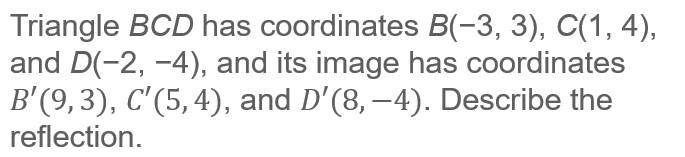 Triangle BCD has coordinates B(−3, 3), C(1, 4),
and D(−2, −4), and its image has coordinates
B′(9, 3), C′(5, 4), and D′(8, −4). Describe the
reflection.